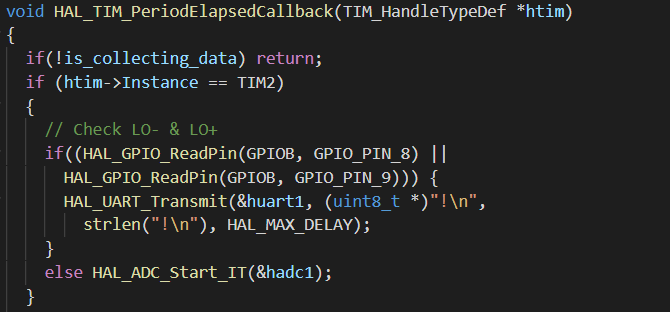 void HAL_TIM_PeriodElapsedCallback(TIM_HandleTypeDef *htim)
{
  if(!is_collecting_data) return;
  if (htim->Instance == TIM2)
  {
    // Check LO- & LO+
    if((HAL_GPIO_ReadPin(GPIOB, GPIO_PIN_8) ||
      HAL_GPIO_ReadPin(GPIOB, GPIO_PIN_9))) {
      HAL_UART_Transmit(&huart1, (uint8_t *)"!\n",
        strlen("!\n"), HAL_MAX_DELAY);
    }
    else HAL_ADC_Start_IT(&hadc1);
  }